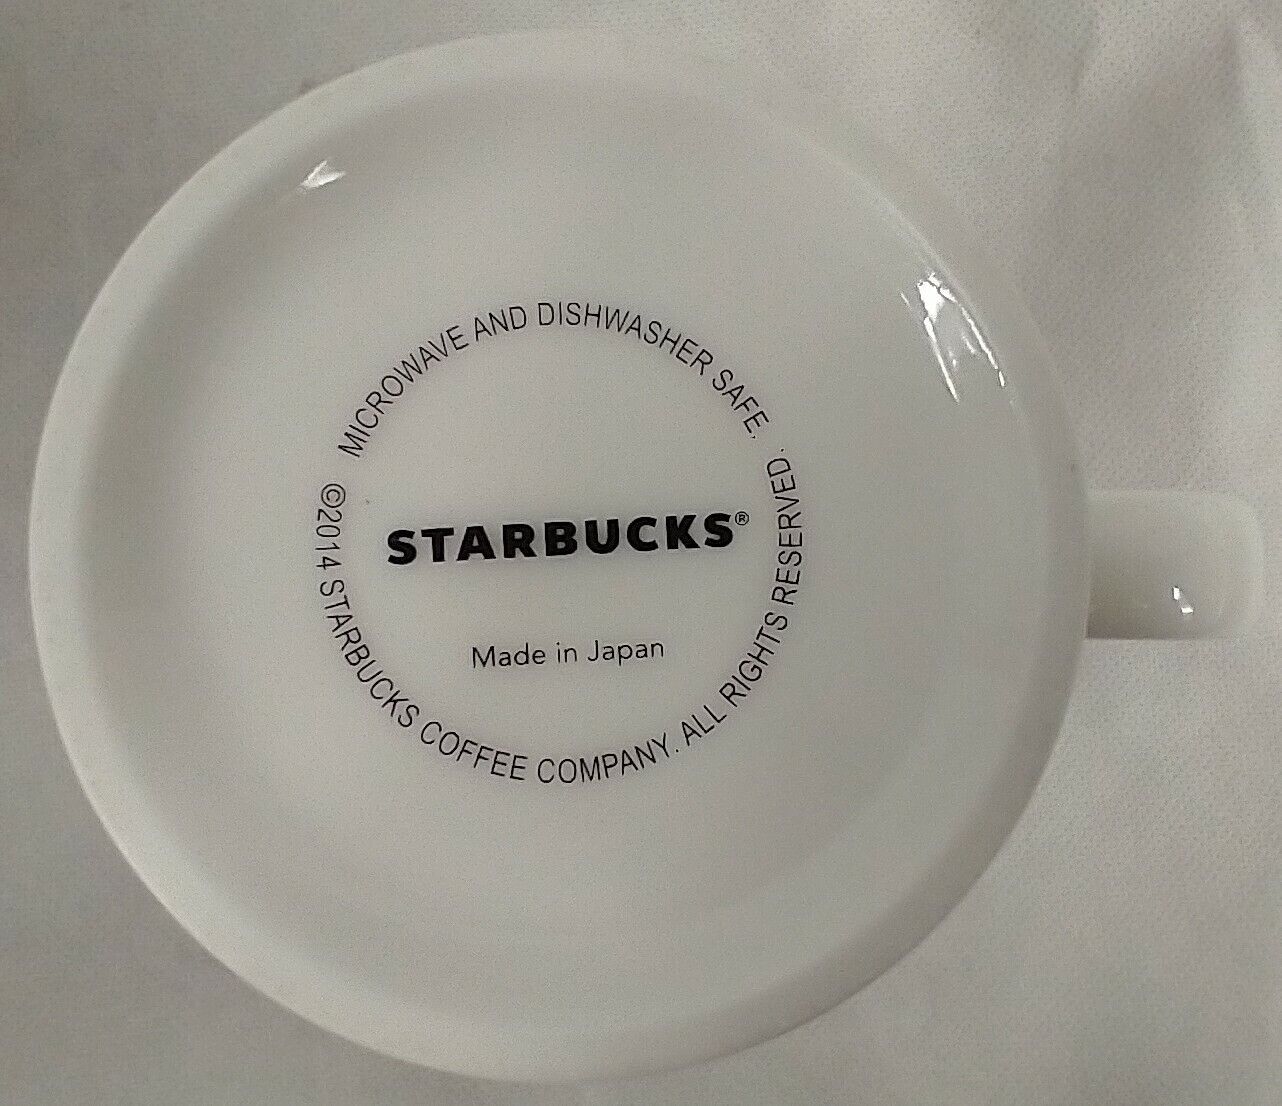 MICROWAVE AND DISHWASHER SAFE.
STARBUCKS®
Made in Japan
©2014 STARBUCKS COFFEE COMPANY. ALL RIGHTS RESERVED.